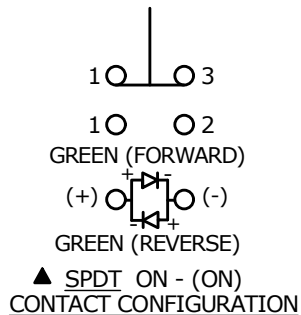 1 3
1 2
GREEN (FORWARD)
+ -
(+) (-)
- +
GREEN (REVERSE)
▲ SPDT ON - (ON)
CONTACT CONFIGURATION